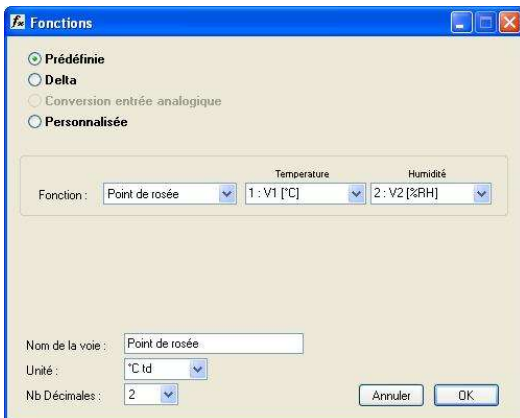 Fonctions
Prédéfinie
Delta
Conversion entrée analogique
Personnalisée
Temperature Humidité
Fonction : Point de rosée 1 : V1 [°C] 2 : V2 [%RH]
Nom de la voie : Point de rosée
Unité : °C td
Nb Décimales : 2
Annuler OK